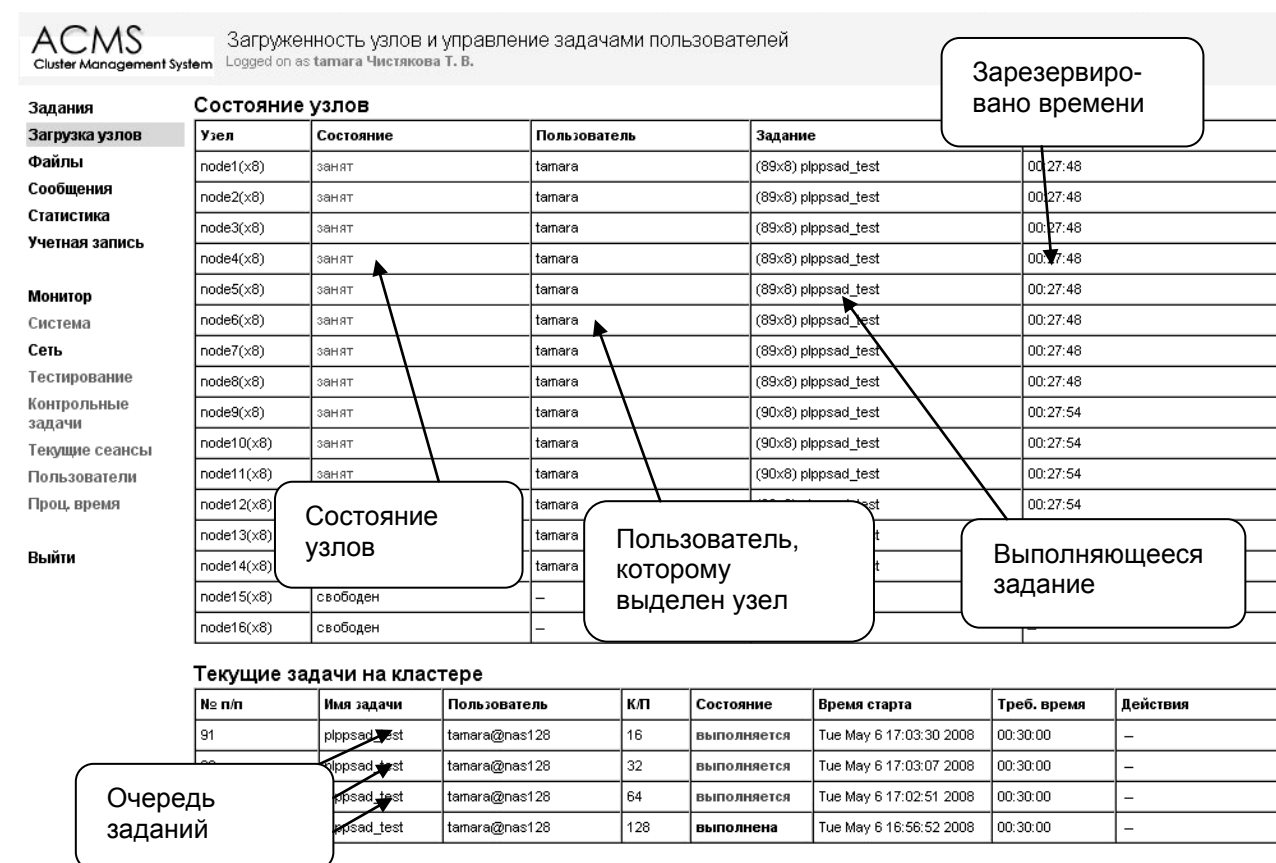 ACMS
Cluster Management System
Загруженность узлов и управление задачами пользователей
Logged on as tamara Чистякова Т. В.
Зарезервиро-
вано времени
Задания
Загрузка узлов
Файлы
Сообщения
Статистика
Учетная запись
Монитор
Система
Сеть
Тестирование
Контрольные
задачи
Текущие сеансы
Пользователи
Проц. время
Выйти
Состояние узлов
Узел Состояние Пользователь Задание
node1(x8) занят tamara (89x8) plppsad_test 00:27:48
node2(x8) занят tamara (89x8) plppsad_test 00:27:48
node3(x8) занят tamara (89x8) plppsad_test 00:27:48
node4(x8) занят tamara (89x8) plppsad_test 00:27:48
node5(x8) занят tamara (89x8) plppsad_test 00:27:48
node6(x8) занят tamara (89x8) plppsad_test 00:27:48
node7(x8) занят tamara (89x8) plppsad_test 00:27:48
node8(x8) занят tamara (89x8) plppsad_test 00:27:48
node9(x8) занят tamara (90x8) plppsad_test 00:27:54
node10(x8) занят tamara (90x8) plppsad_test 00:27:54
node11(x8) занят tamara (90x8) plppsad_test 00:27:54
node12(x8) tamara 00:27:54
node13(x8) tamara
node14(x8) tamara
node15(x8) свободен –
node16(x8) свободен – –
Состояние
узлов
Пользователь,
которому
выделен узел
Выполняющееся
задание
Текущие задачи на кластере
№ п/п Имя задачи Пользователь К/П Состояние Время старта Треб. время Действия
91 plppsad_test tamara@nas128 16 выполняется Tue May 6 17:03:30 2008 00:30:00 –
plppsad_test tamara@nas128 32 выполняется Tue May 6 17:03:07 2008 00:30:00 –
plppsad_test tamara@nas128 64 выполняется Tue May 6 17:02:51 2008 00:30:00 –
plppsad_test tamara@nas128 128 выполнена Tue May 6 16:56:52 2008 00:30:00 –
Очередь
заданий